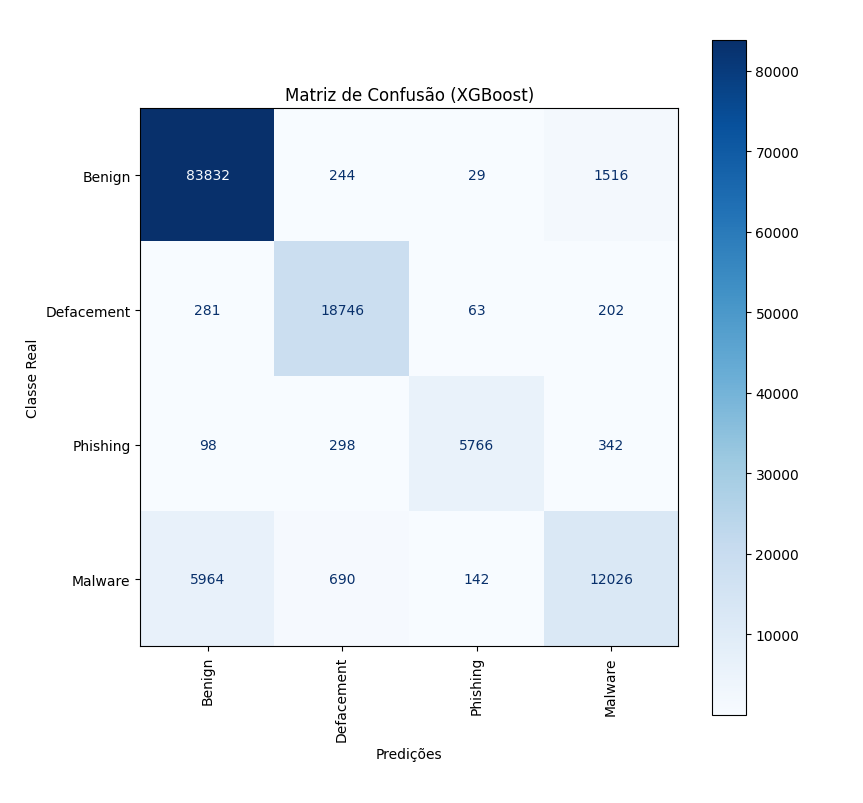 Matriz de Confusão (XGBoost)
80000
70000
60000
50000
40000
30000
20000
10000
Classe Real
Benign 83832 244 29 1516
Defacement 281 18746 63 202
Phishing 98 298 5766 342
Malware 5964 690 142 12026
Benign Defacement Phishing Malware
Predições